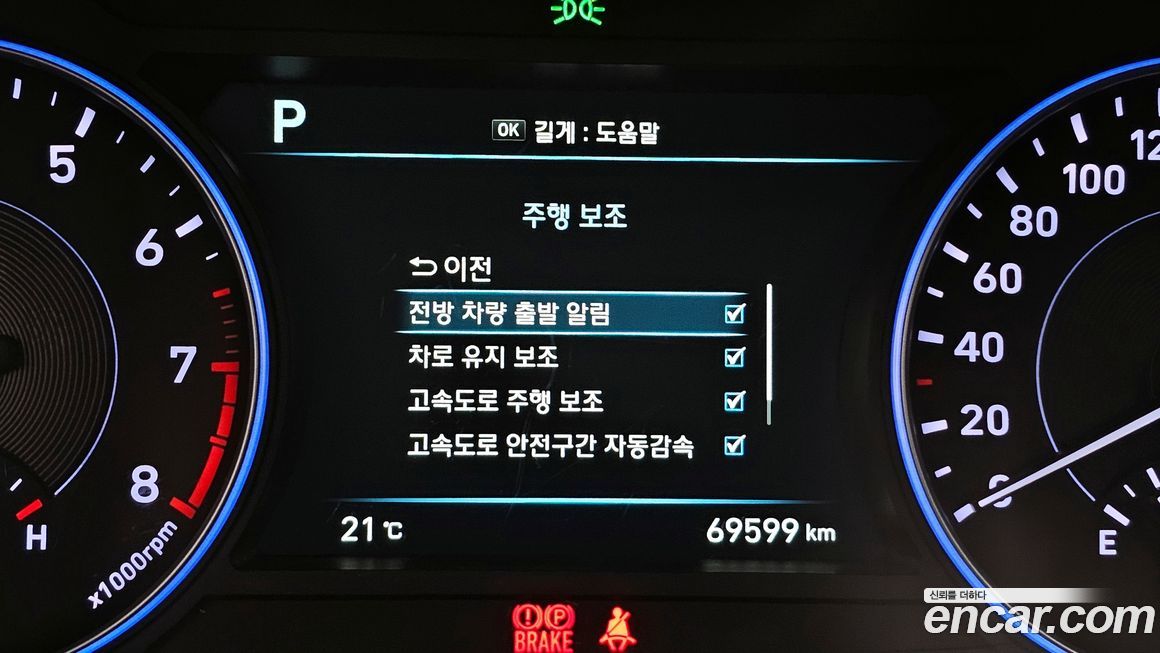 P
OK 길게 : 도움말
주행 보조
이전
전방 차량 출발 알림
차로 유지 보조
고속도로 주행 보조
고속도로 안전구간 자동감속
21 ℃
69599 km
5
6
7
8
H
x1000rpm
100
80
60
40
20
0
E
BRAKE
신뢰를 더하다
encar.com